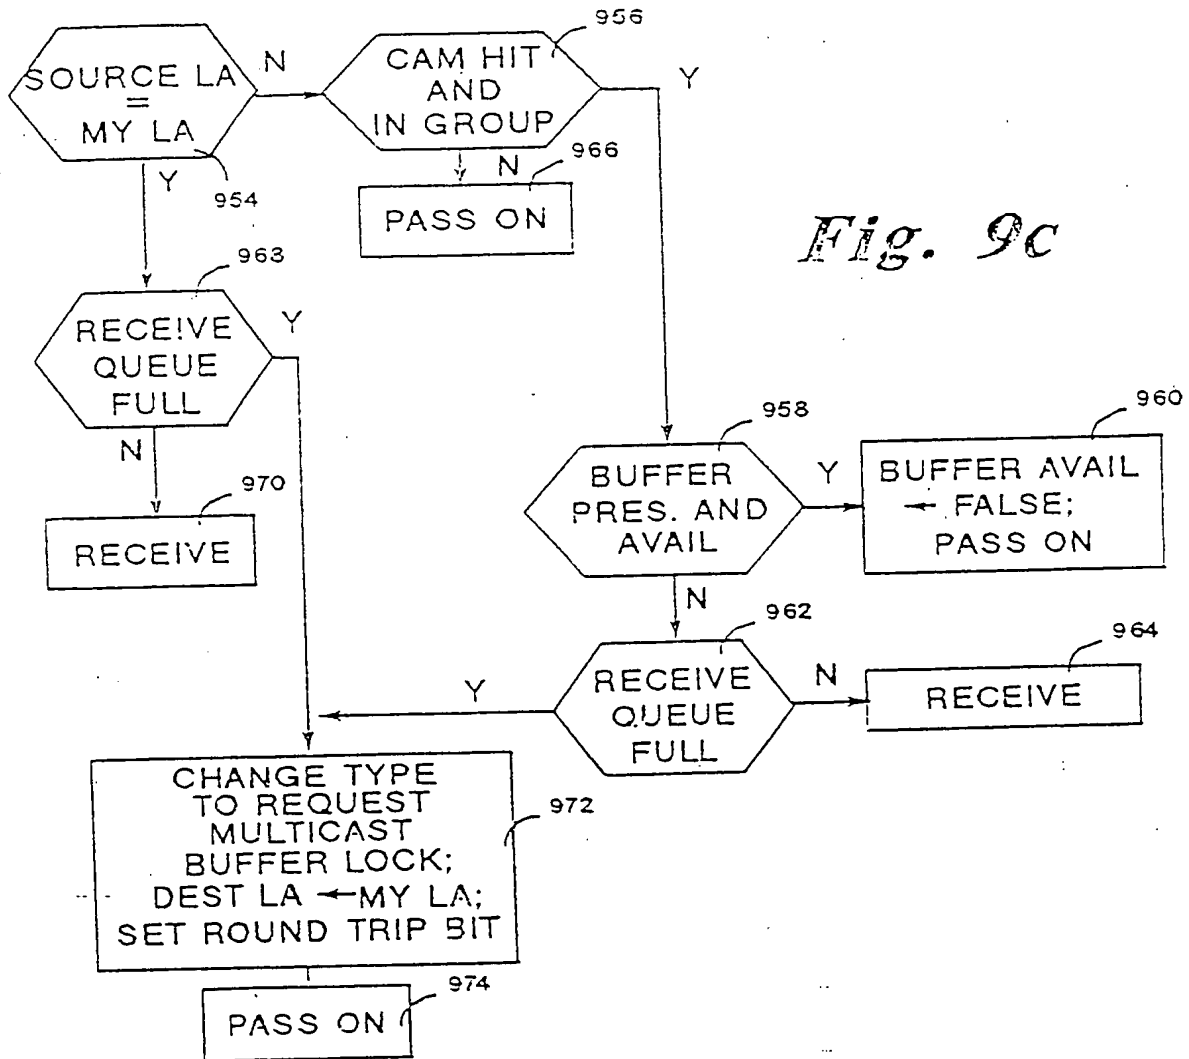 956
SOURCE LA
=
MY LA
N
CAM HIT
AND
IN GROUP
Y
954
Y
N
966
PASS ON
Fig. 9c
963
RECEIVE
QUEUE
FULL
Y
N
970
RECEIVE
958
BUFFER
PRES. AND
AVAIL
Y
960
BUFFER AVAIL
← FALSE;
PASS ON
N
962
RECEIVE
QUEUE
FULL
Y
N
964
RECEIVE
CHANGE TYPE
TO REQUEST
MULTICAST
BUFFER LOCK;
DEST LA ← MY LA;
SET ROUND TRIP BIT
972
974
PASS ON